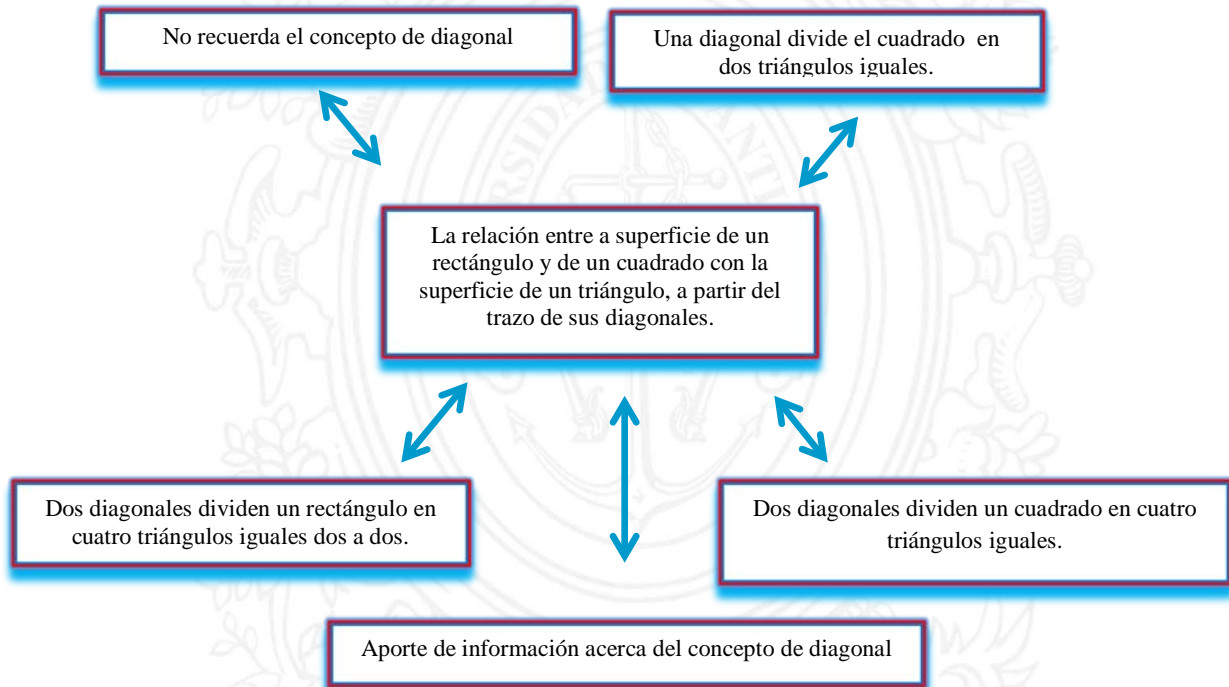 No recuerda el concepto de diagonal
Una diagonal divide el cuadrado en
dos triángulos iguales.
La relación entre a superficie de un
rectángulo y de un cuadrado con la
superficie de un triángulo, a partir del
trazo de sus diagonales.
Dos diagonales dividen un rectángulo en
cuatro triángulos iguales dos a dos.
Dos diagonales dividen un cuadrado en cuatro
triángulos iguales.
Aporte de información acerca del concepto de diagonal